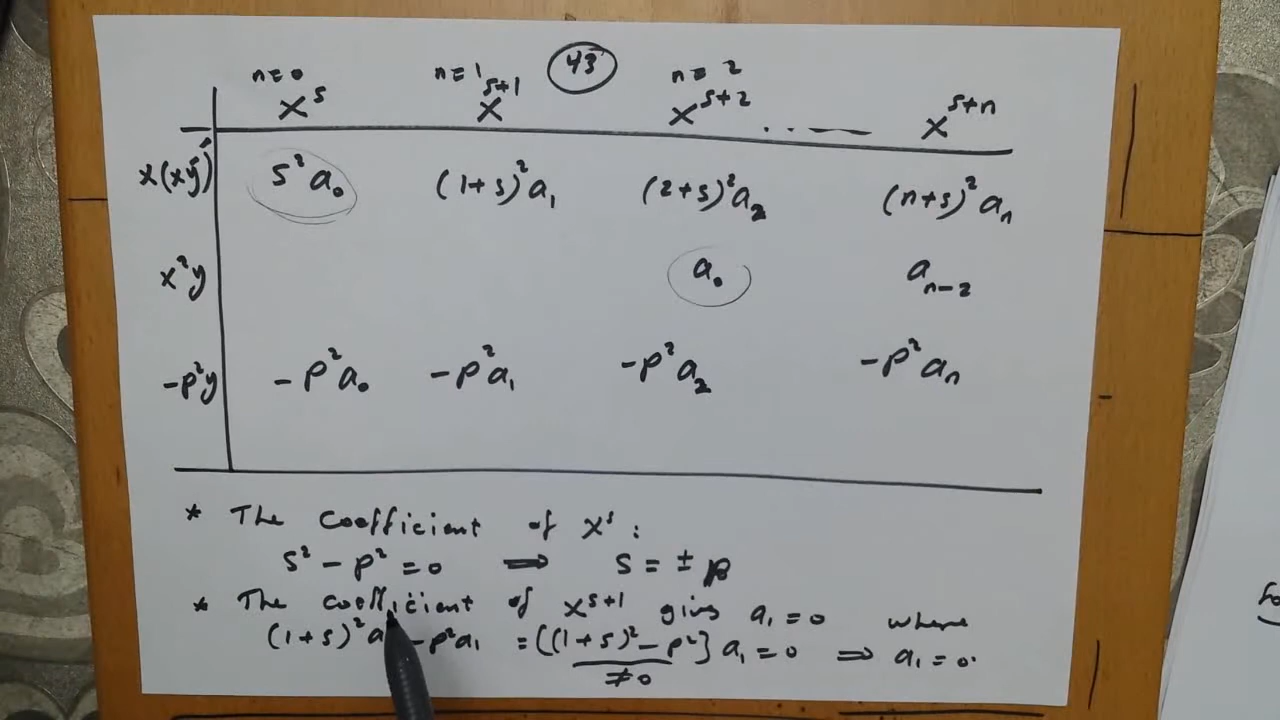 n=0 n=1 (43) n=2
x^s x^{s+1} x^{s+2} ..... x^{s+n}
x(xy')' s²a₀ (1+s)²a₁ (2+s)²a₂ (n+s)²aₙ
x²y a₀ a_{n-2}
-p²y -p²a₀ -p²a₁ -p²a₂ -p²aₙ
* The coefficient of x^s :
s² - p² = 0 ⟹ s = ± p
* The coefficient of x^{s+1} gives a₁ = 0 where
(1+s)²a - p²a₁ = [(1+s)² - p²] a₁ = 0 ⟹ a₁ = 0.
≠ 0